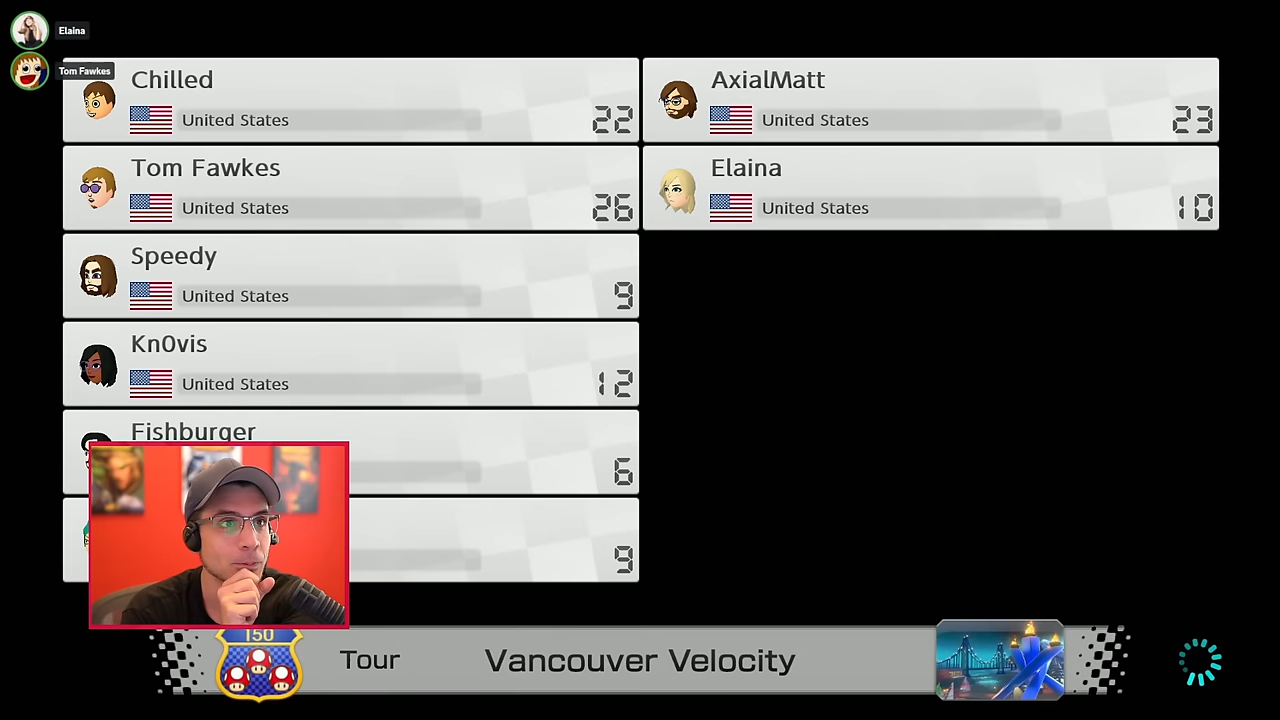 Elaina
Tom Fawkes
Chilled
United States
22
Tom Fawkes
United States
26
Speedy
United States
9
Kn0vis
United States
12
Fishburger
6
9
AxialMatt
United States
23
Elaina
United States
10
150
Tour
Vancouver Velocity